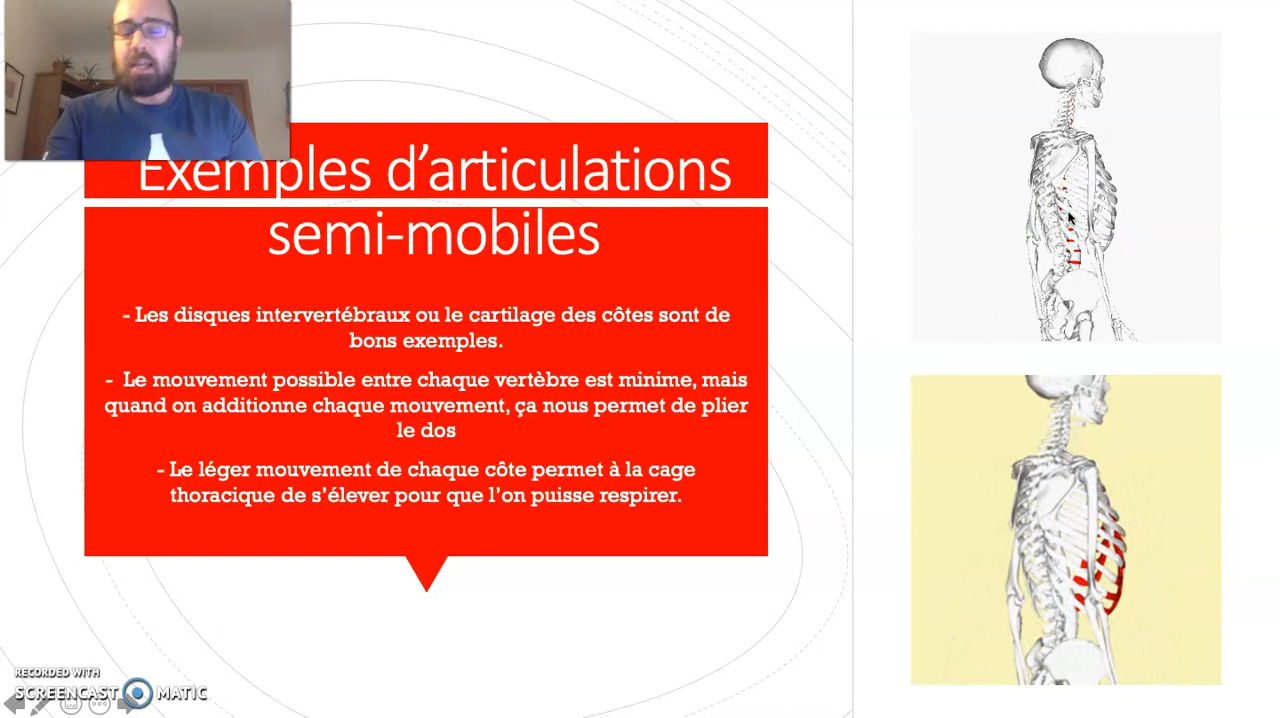 Exemples d’articulations
semi-mobiles
- Les disques intervertébraux ou le cartilage des côtes sont de
bons exemples.
- Le mouvement possible entre chaque vertèbre est minime, mais
quand on additionne chaque mouvement, ça nous permet de plier
le dos
- Le léger mouvement de chaque côte permet à la cage
thoracique de s’élever pour que l’on puisse respirer.
RECORDED WITH
SCREENCAST MATIC